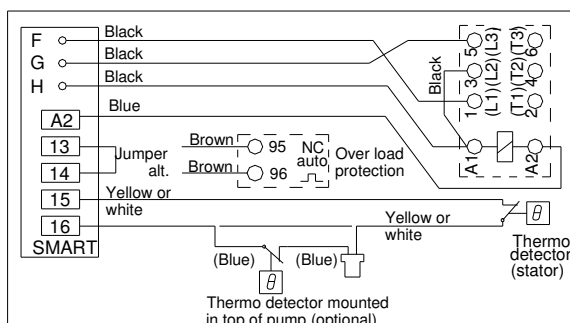 F
Black
G
Black
H
Black
Blue
A2
13
14
15
16
SMART
Jumper
alt.
Brown
95
Brown
96
NC
auto
Over load
protection
Black
5 (L3)
3 (L2)
1 (L1)
(T3) 6
(T2) 4
(T1) 2
A1
A2
Yellow or
white
Yellow or
white
θ
Thermo
detector
(stator)
(Blue)
(Blue)
θ
Thermo detector mounted
in top of pump (optional)